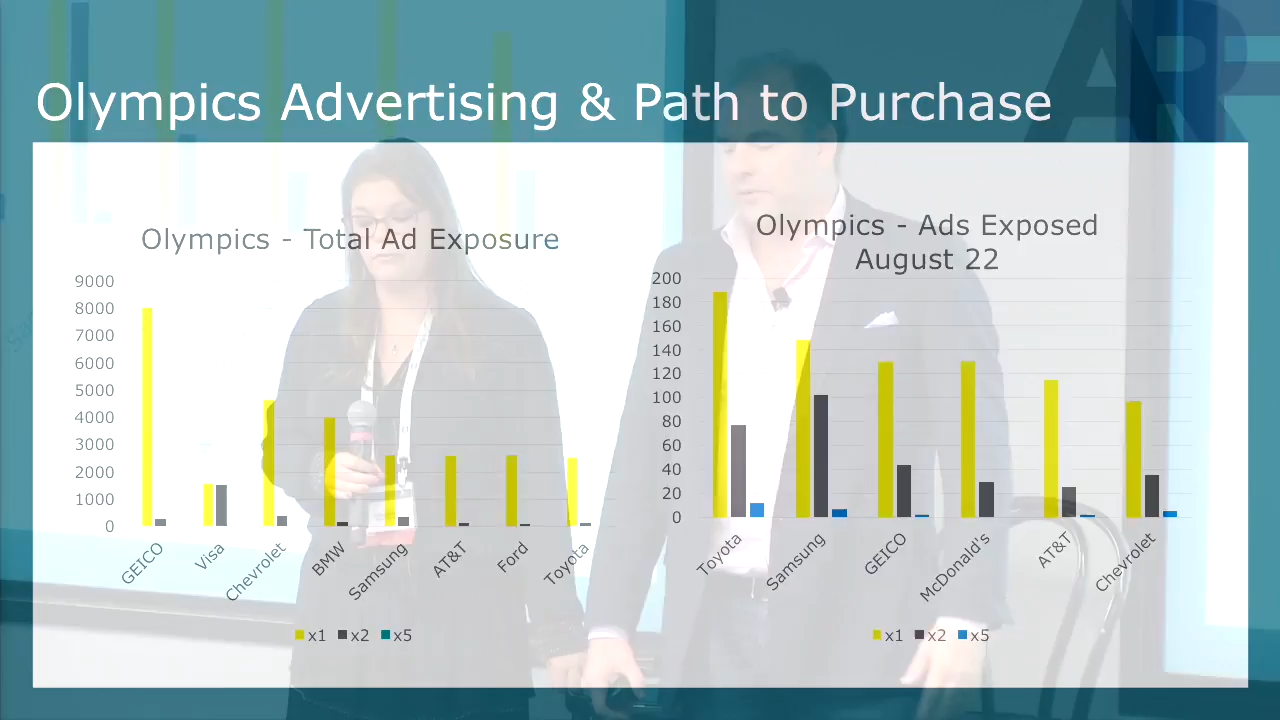 ARF
Olympics Advertising & Path to Purchase
Olympics - Total Ad Exposure
9000
8000
7000
6000
5000
4000
3000
2000
1000
0
GEICO
Visa
Chevrolet
BMW
Samsung
AT&T
Ford
Toyota
x1 x2 x5
Olympics - Ads Exposed
August 22
200
180
160
140
120
100
80
60
40
20
0
Toyota
Samsung
GEICO
McDonald's
AT&T
Chevrolet
x1 x2 x5